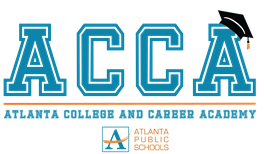 ACCA
ATLANTA COLLEGE AND CAREER ACADEMY
A
ATLANTA
PUBLIC
SCHOOLS